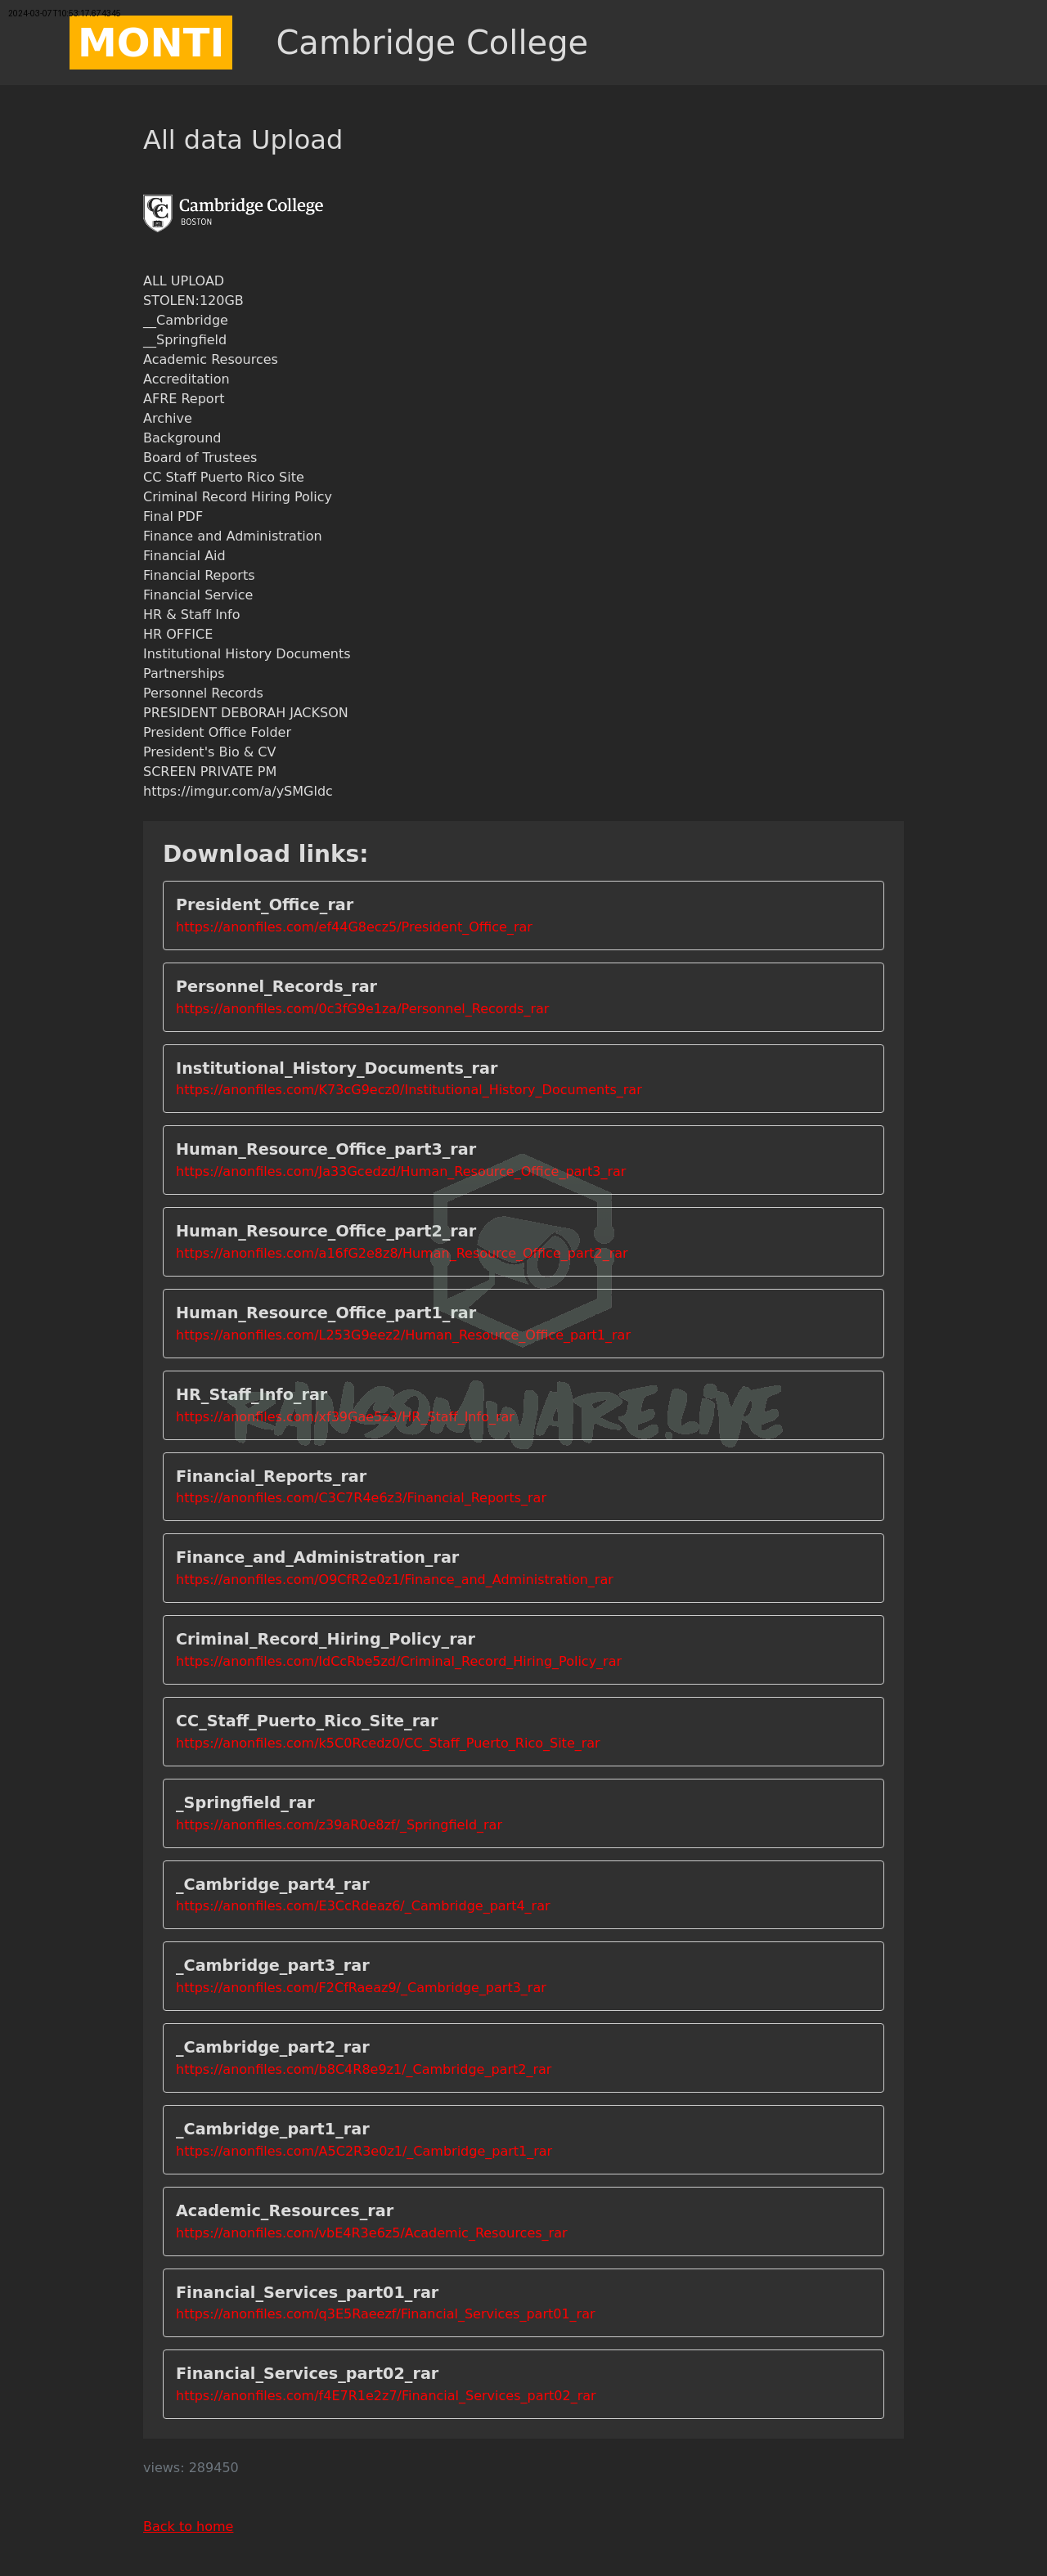 2024-03-07T10:53:17.674345
MONTI
Cambridge College
All data Upload
CC
Cambridge College
BOSTON
ALL UPLOAD
STOLEN:120GB
__Cambridge
__Springfield
Academic Resources
Accreditation
AFRE Report
Archive
Background
Board of Trustees
CC Staff Puerto Rico Site
Criminal Record Hiring Policy
Final PDF
Finance and Administration
Financial Aid
Financial Reports
Financial Service
HR & Staff Info
HR OFFICE
Institutional History Documents
Partnerships
Personnel Records
PRESIDENT DEBORAH JACKSON
President Office Folder
President's Bio & CV
SCREEN PRIVATE PM
https://imgur.com/a/ySMGldc
Download links:
President_Office_rar
https://anonfiles.com/ef44G8ecz5/President_Office_rar
Personnel_Records_rar
https://anonfiles.com/0c3fG9e1za/Personnel_Records_rar
Institutional_History_Documents_rar
https://anonfiles.com/K73cG9ecz0/Institutional_History_Documents_rar
Human_Resource_Office_part3_rar
https://anonfiles.com/Ja33Gcedzd/Human_Resource_Office_part3_rar
Human_Resource_Office_part2_rar
https://anonfiles.com/a16fG2e8z8/Human_Resource_Office_part2_rar
Human_Resource_Office_part1_rar
https://anonfiles.com/L253G9eez2/Human_Resource_Office_part1_rar
HR_Staff_Info_rar
https://anonfiles.com/xf39Gae5z3/HR_Staff_Info_rar
RANSOMWARE.LIVE
Financial_Reports_rar
https://anonfiles.com/C3C7R4e6z3/Financial_Reports_rar
Finance_and_Administration_rar
https://anonfiles.com/O9CfR2e0z1/Finance_and_Administration_rar
Criminal_Record_Hiring_Policy_rar
https://anonfiles.com/ldCcRbe5zd/Criminal_Record_Hiring_Policy_rar
CC_Staff_Puerto_Rico_Site_rar
https://anonfiles.com/k5C0Rcedz0/CC_Staff_Puerto_Rico_Site_rar
_Springfield_rar
https://anonfiles.com/z39aR0e8zf/_Springfield_rar
_Cambridge_part4_rar
https://anonfiles.com/E3CcRdeaz6/_Cambridge_part4_rar
_Cambridge_part3_rar
https://anonfiles.com/F2CfRaeaz9/_Cambridge_part3_rar
_Cambridge_part2_rar
https://anonfiles.com/b8C4R8e9z1/_Cambridge_part2_rar
_Cambridge_part1_rar
https://anonfiles.com/A5C2R3e0z1/_Cambridge_part1_rar
Academic_Resources_rar
https://anonfiles.com/vbE4R3e6z5/Academic_Resources_rar
Financial_Services_part01_rar
https://anonfiles.com/q3E5Raeezf/Financial_Services_part01_rar
Financial_Services_part02_rar
https://anonfiles.com/f4E7R1e2z7/Financial_Services_part02_rar
views: 289450
Back to home